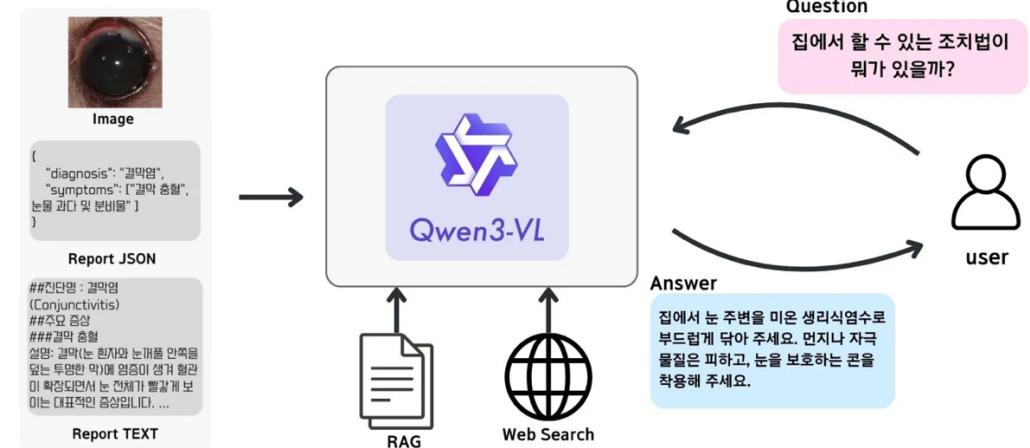 Image
{
"diagnosis": "결막염",
"symptoms": ["결막 충혈",
눈물 과다 및 분비물" ]
}
Report JSON
##진단명 : 결막염
(Conjunctivitis)
##주요 증상
###결막 충혈
설명: 결막(눈 흰자와 눈꺼풀 안쪽을
덮는 투명한 막)에 염증이 생겨 혈관
이 확장되면서 눈 전체가 빨갛게 보
이는 대표적인 증상입니다. ...
Report TEXT
Qwen3-VL
RAG
Web Search
Question
집에서 할 수 있는 조치법이
뭐가 있을까?
user
Answer
집에서 눈 주변을 미온 생리식염수로
부드럽게 닦아 주세요. 먼지나 자극
물질은 피하고, 눈을 보호하는 콘을
착용해 주세요.